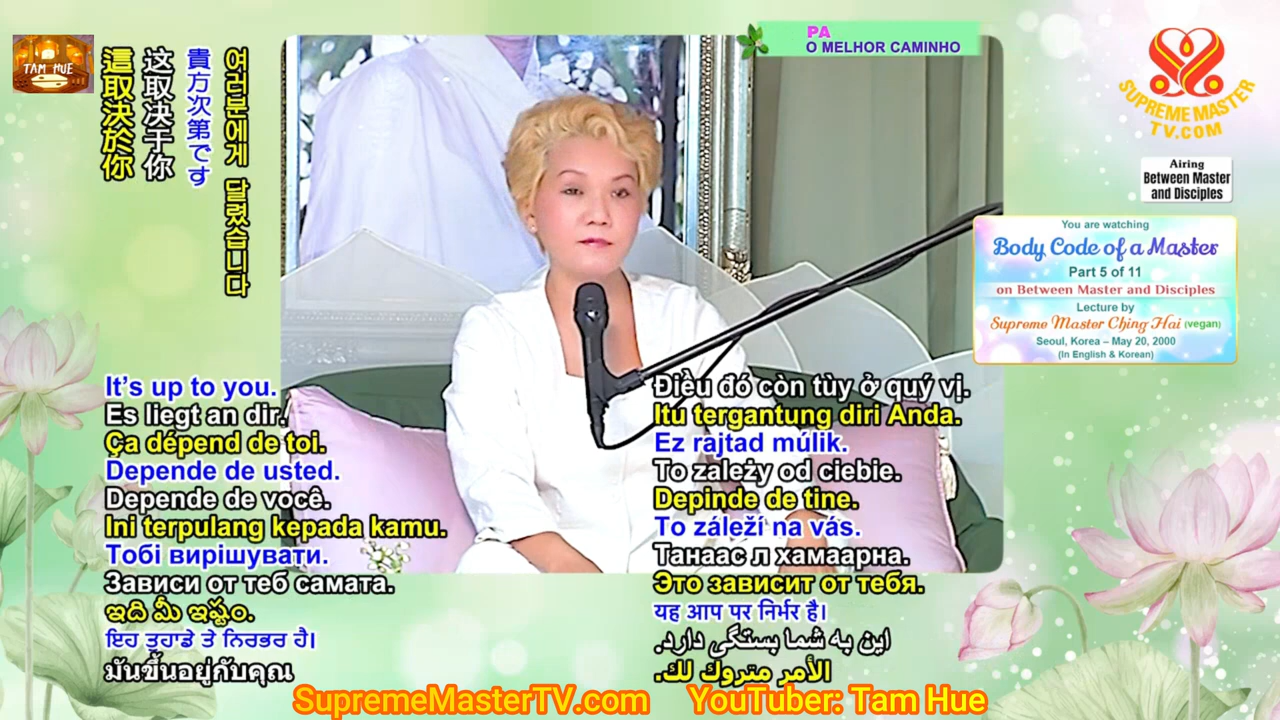 TAM HUE
這取決於你
这取决于你
貴方次第です
여러분에게 달렸습니다
PA
O MELHOR CAMINHO
SUPREME MASTER
TV.COM
Airing
Between Master
and Disciples
You are watching
Body Code of a Master
Part 5 of 11
on Between Master and Disciples
Lecture by
Supreme Master Ching Hai (vegan)
Seoul, Korea – May 20, 2000
(In English & Korean)
It’s up to you.
Es liegt an dir.
Ça dépend de toi.
Depende de usted.
Depende de você.
Ini terpulang kepada kamu.
Тобі вирішувати.
Зависи от теб самата.
ఇది మీ ఇష్టం.
ਇਹ ਤੁਹਾਡੇ ਤੇ ਨਿਰਭਰ ਹੈ।
มันขึ้นอยู่กับคุณ
Điều đó còn tùy ở quý vị.
Itu tergantung diri Anda.
Ez rajtad múlik.
To zależy od ciebie.
Depinde de tine.
To záleží na vás.
Танаас л хамаарна.
Это зависит от тебя.
यह आप पर निर्भर है।
این به شما بستگی دارد.
الأمر متروك لك.
SupremeMasterTV.com YouTuber: Tam Hue